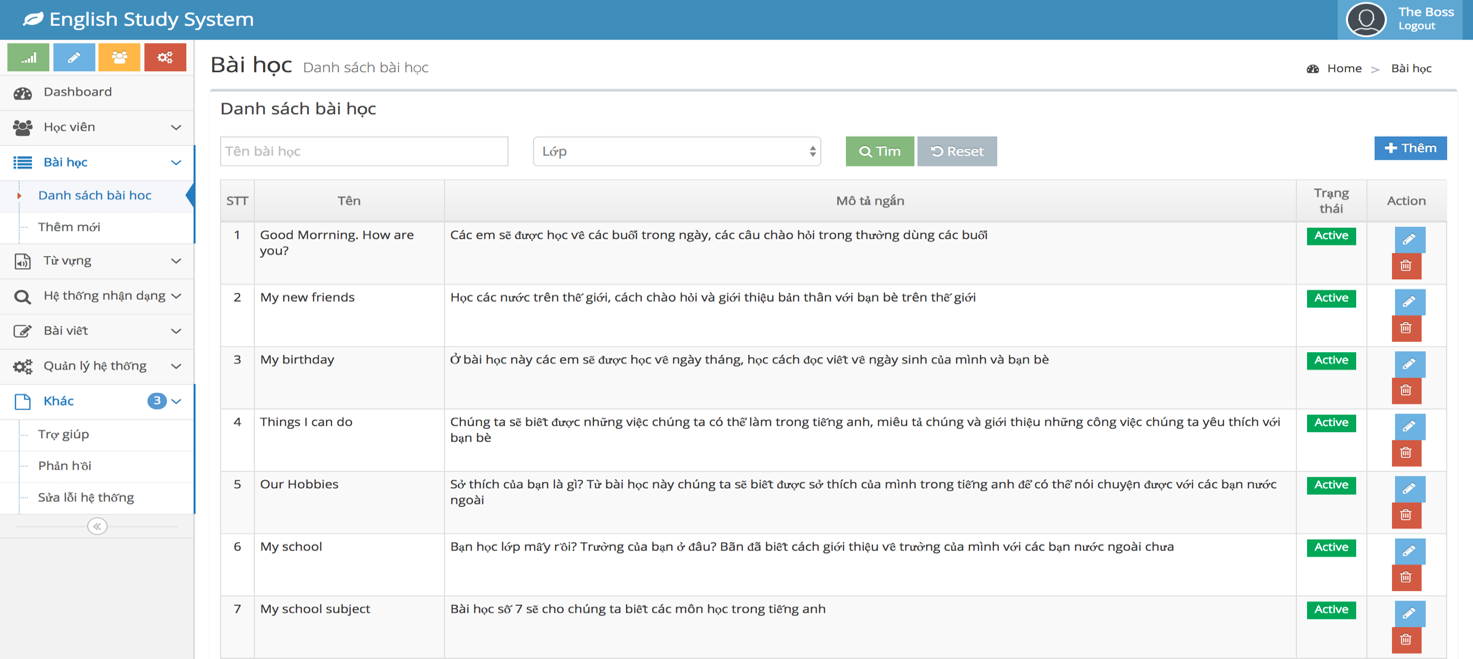 English Study System
The Boss
Logout
Bài học Danh sách bài học
Home > Bài học
Dashboard
Học viên
Bài học
Danh sách bài hoc
Thêm mới
Từ vựng
Hệ thống nhận dạng
Bài viết
Quản lý hệ thống
Khác 3
Trợ giúp
Phản hồi
Sửa lỗi hệ thống
Danh sách bài học
Tên bài học
Lớp
Tìm
Reset
Thêm
STT Tên Mô tả ngắn Trạng thái Action
1 Good Morrning. How are you? Các em sẽ được học về các buổi trong ngày, các câu chào hỏi trong thường dùng các buổi Active
2 My new friends Học các nước trên thế giới, cách chào hỏi và giới thiệu bản thân với bạn bè trên thế giới Active
3 My birthday Ở bài học này các em sẽ được học về ngày tháng, học cách đọc viết về ngày sinh của mình và bạn bè Active
4 Things I can do Chúng ta sẽ biết được những việc chúng ta có thể làm trong tiếng anh, miêu tả chúng và giới thiệu những công việc chúng ta yêu thích với bạn bè Active
5 Our Hobbies Sở thích của bạn là gì? Từ bài học này chúng ta sẽ biết được sở thích của mình trong tiếng anh để có thể nói chuyện được với các bạn nước ngoài Active
6 My school Bạn học lớp mấy rồi? Trường của bạn ở đâu? Bãn đã biết cách giới thiệu về trường của mình với các bạn nước ngoài chưa Active
7 My school subject Bài học số 7 sẽ cho chúng ta biết các môn học trong tiếng anh Active